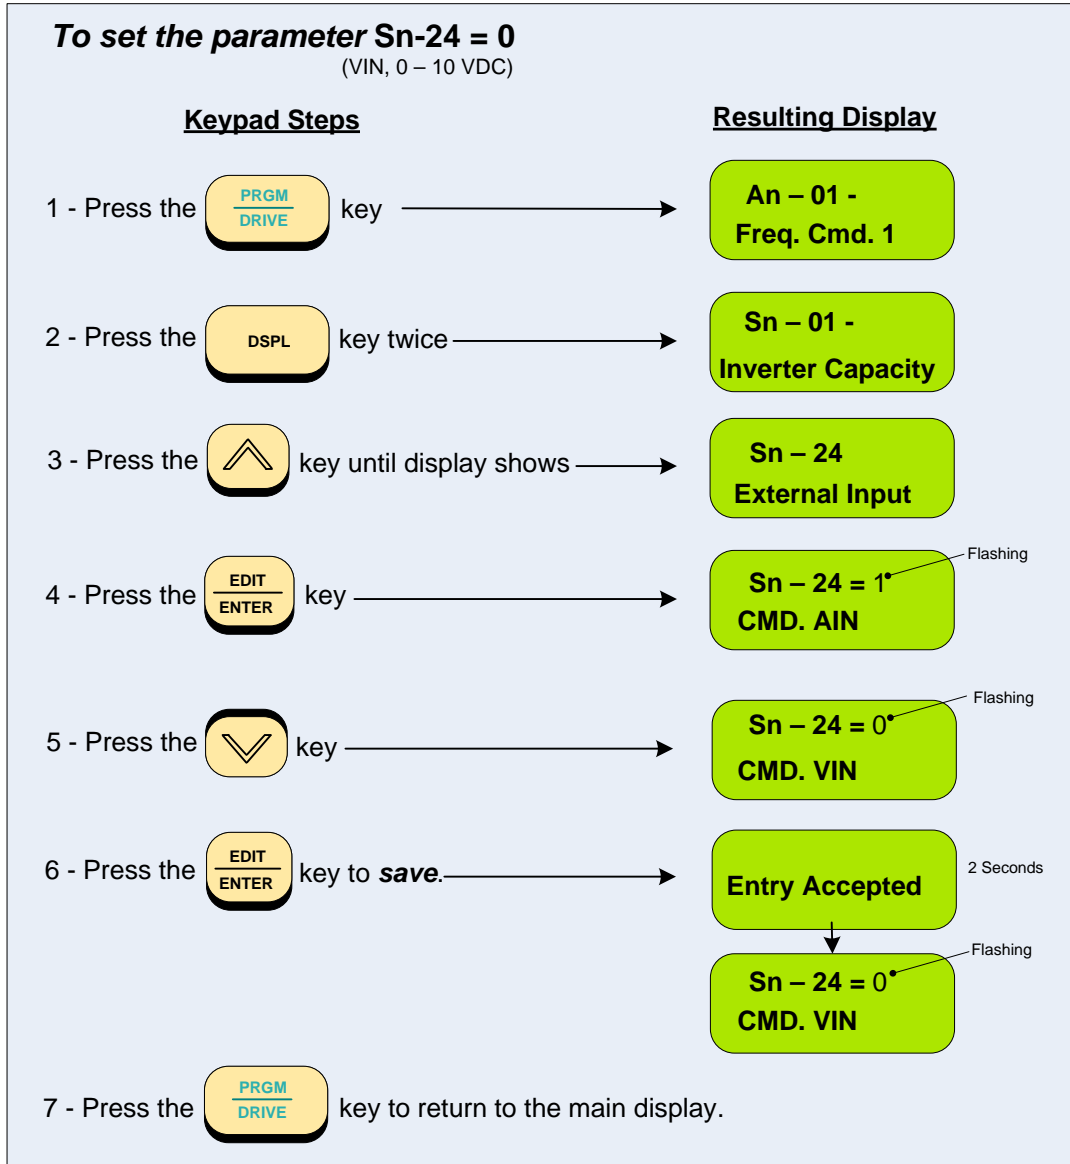 To set the parameter Sn-24 = 0
(VIN, 0 – 10 VDC)
Keypad Steps
Resulting Display
1 - Press the PRGM DRIVE key
An – 01 -
Freq. Cmd. 1
2 - Press the DSPL key twice
Sn – 01 -
Inverter Capacity
3 - Press the key until display shows
Sn – 24
External Input
4 - Press the EDIT ENTER key
Sn – 24 = 1
CMD. AIN
Flashing
5 - Press the key
Sn – 24 = 0
CMD. VIN
Flashing
6 - Press the EDIT ENTER key to save.
Entry Accepted
2 Seconds
Sn – 24 = 0
CMD. VIN
Flashing
7 - Press the PRGM DRIVE key to return to the main display.